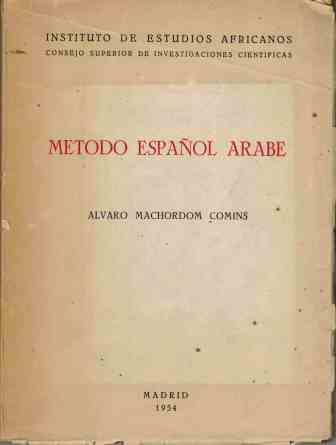 INSTITUTO DE ESTUDIOS AFRICANOS
CONSEJO SUPERIOR DE INVESTIGACIONES CIENTIFICAS
METODO ESPAÑOL ARABE
ALVARO MACHORDOM COMINS
MADRID
1954